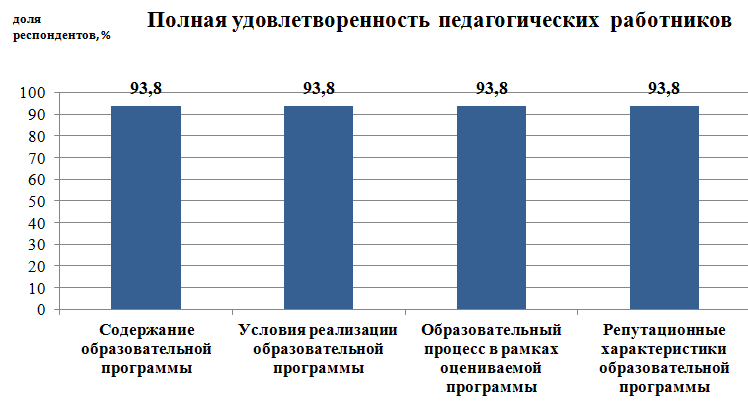 доля
респондентов, %
Полная удовлетворенность педагогических работников
93,8
93,8
93,8
93,8
100
90
80
70
60
50
40
30
20
10
0
Содержание
образовательной
программы
Условия реализации
образовательной
программы
Образовательный
процесс в рамках
оцениваемой
программы
Репутационные
характеристики
образовательной
программы